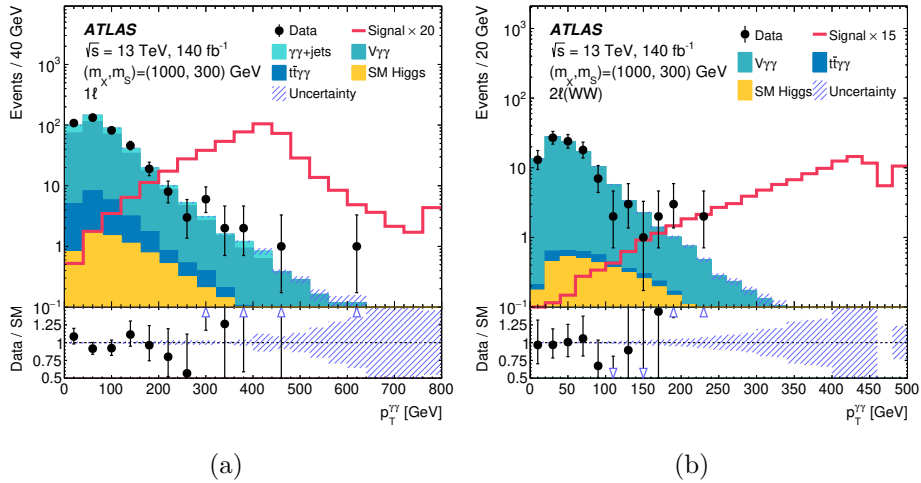 ATLAS
√s = 13 TeV, 140 fb⁻¹
(m_X,m_S)=(1000, 300) GeV
1ℓ
Data
Signal × 20
γγ+jets
Vγγ
tt̄γγ
SM Higgs
Uncertainty
Events / 40 GeV
10³
10²
10
1
10⁻¹
Data / SM
1.25
1
0.75
0.5
0 100 200 300 400 500 600 700 800
p_T^γγ [GeV]
(a)
ATLAS
√s = 13 TeV, 140 fb⁻¹
(m_X,m_S)=(1000, 300) GeV
2ℓ(WW)
Data
Signal × 15
Vγγ
tt̄γγ
SM Higgs
Uncertainty
Events / 20 GeV
10³
10²
10
1
10⁻¹
Data / SM
1.25
1
0.75
0.5
0 50 100 150 200 250 300 350 400 450 500
p_T^γγ [GeV]
(b)